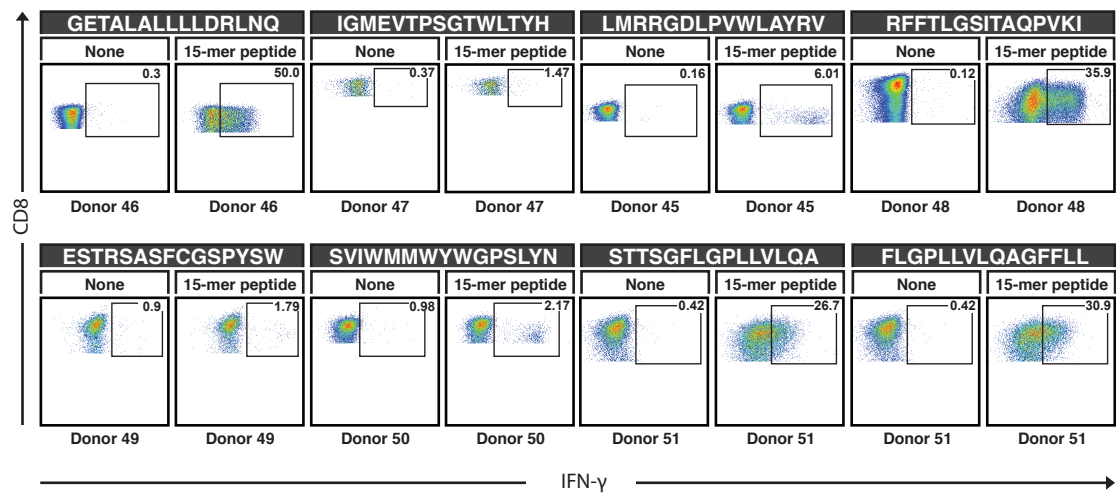 GETALALLLLDRLNQ IGMEVTPSGTWLTYH LMRRGDLPVWLAYRV RFFTLGSITAQPVKI
None 15-mer peptide None 15-mer peptide None 15-mer peptide None 15-mer peptide
0.3 50.0 0.37 1.47 0.16 6.01 0.12 35.9
Donor 46 Donor 46 Donor 47 Donor 47 Donor 45 Donor 45 Donor 48 Donor 48
CD8
ESTRSASFCGSPYSW SVIWMMWYWGPSLYN STTSGFLGPLLVLQA FLGPLLVLQAGFFLL
None 15-mer peptide None 15-mer peptide None 15-mer peptide None 15-mer peptide
0.9 1.79 0.98 2.17 0.42 26.7 0.42 30.9
Donor 49 Donor 49 Donor 50 Donor 50 Donor 51 Donor 51 Donor 51 Donor 51
IFN-γ